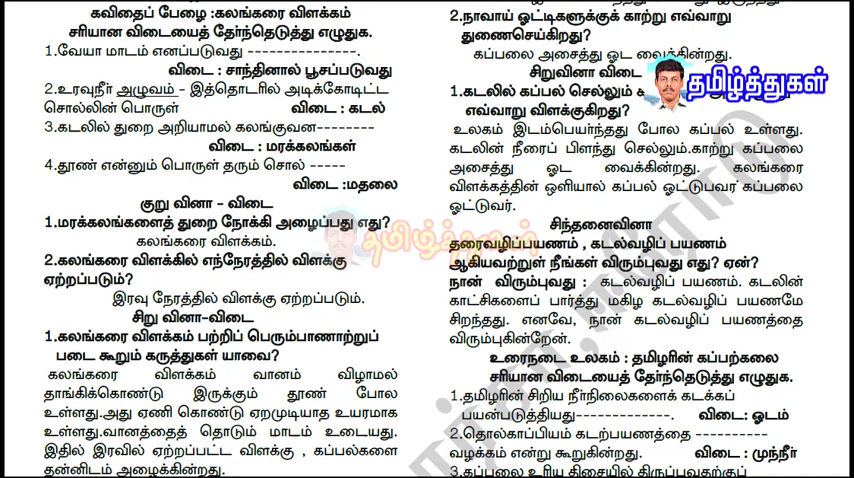 கவிதைப் பேழை :கலங்கரை விளக்கம்
சரியான விடையைத் தேர்ந்தெடுத்து எழுதுக.
1.வேயா மாடம் எனப்படுவது ---------------.
விடை : சாந்தினால் பூசப்படுவது
2.உரவுநீர் அழுவம் – இத்தொடரில் அடிக்கோடிட்ட
சொல்லின் பொருள் விடை : கடல்
3.கடலில் துறை அறியாமல் கலங்குவன--------
விடை : மரக்கலங்கள்
4.தூண் என்னும் பொருள் தரும் சொல் -----
விடை :மதலை
குறு வினா – விடை
1.மரக்கலங்களைத் துறை நோக்கி அழைப்பது எது?
கலங்கரை விளக்கம்.
2.கலங்கரை விளக்கில் எந்நேரத்தில் விளக்கு
ஏற்றப்படும்?
இரவு நேரத்தில் விளக்கு ஏற்றப்படும்.
சிறு வினா-விடை
1.கலங்கரை விளக்கம் பற்றிப் பெரும்பாணாற்றுப்
படை கூறும் கருத்துகள் யாவை?
கலங்கரை விளக்கம் வானம் விழாமல்
தாங்கிக்கொண்டு இருக்கும் தூண் போல
உள்ளது.அது ஏணி கொண்டு ஏறமுடியாத உயரமாக
உள்ளது.வானத்தைத் தொடும் மாடம் உடையது.
இதில் இரவில் ஏற்றப்பட்ட விளக்கு , கப்பல்களை
தன்னிடம் அழைக்கின்றது.
2.நாவாய் ஓட்டிகளுக்குக் காற்று எவ்வாறு
துணைசெய்கிறது?
கப்பலை அசைத்து ஓட வைக்கின்றது.
சிறுவினா விடை
தமிழ்த்துகள்
1.கடலில் கப்பல் செல்லும்
எவ்வாறு விளக்குகிறது?
உலகம் இடம்பெயர்ந்தது போல கப்பல் உள்ளது.
கடலின் நீரைப் பிளந்து செல்லும்.காற்று கப்பலை
அசைத்து ஓட வைக்கின்றது. கலங்கரை
விளக்கத்தின் ஒளியால் கப்பல் ஓட்டுபவர் கப்பலை
ஓட்டுவர்.
சிந்தனைவினா
தரைவழிப்பயணம் , கடல்வழிப் பயணம்
ஆகியவற்றுள் நீங்கள் விரும்புவது எது? ஏன்?
நான் விரும்புவது : கடல்வழிப் பயணம். கடலின்
காட்சிகளைப் பார்த்து மகிழ கடல்வழிப் பயணமே
சிறந்தது. எனவே, நான் கடல்வழிப் பயணத்தை
விரும்புகின்றேன்.
உரைநடை உலகம் : தமிழரின் கப்பற்கலை
சரியான விடையைத் தேர்ந்தெடுத்து எழுதுக.
1.தமிழரின் சிறிய நீர்நிலைகளைக் கடக்கப்
பயன்படுத்தியது-------------. விடை: ஓடம்
2.தொல்காப்பியம் கடற்பயணத்தை ----------
வழக்கம் என்று கூறுகின்றது. விடை : முந்நீர்
3.கப்பலை உரிய திசையில் திருப்புவதற்குப்
தமிழ்த்துகள்